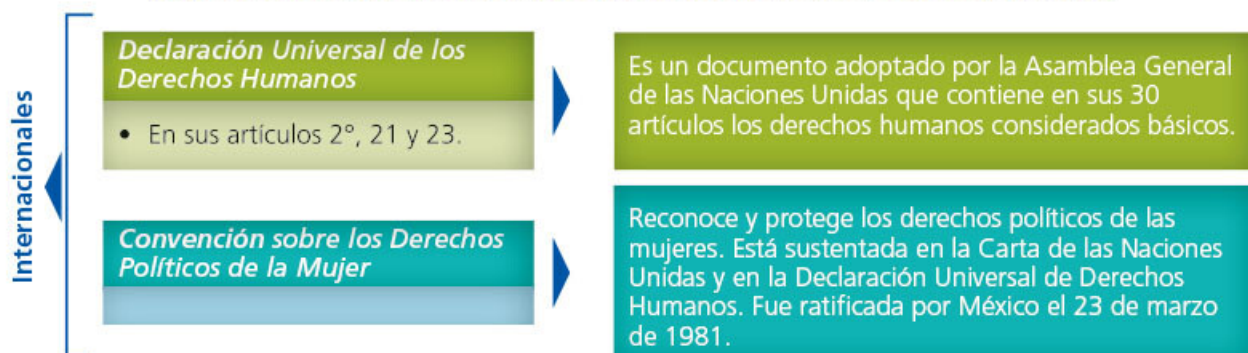 Internacionales
Declaración Universal de los
Derechos Humanos
• En sus artículos 2°, 21 y 23.
Es un documento adoptado por la Asamblea General
de las Naciones Unidas que contiene en sus 30
artículos los derechos humanos considerados básicos.
Convención sobre los Derechos
Políticos de la Mujer
Reconoce y protege los derechos políticos de las
mujeres. Está sustentada en la Carta de las Naciones
Unidas y en la Declaración Universal de Derechos
Humanos. Fue ratificada por México el 23 de marzo
de 1981.